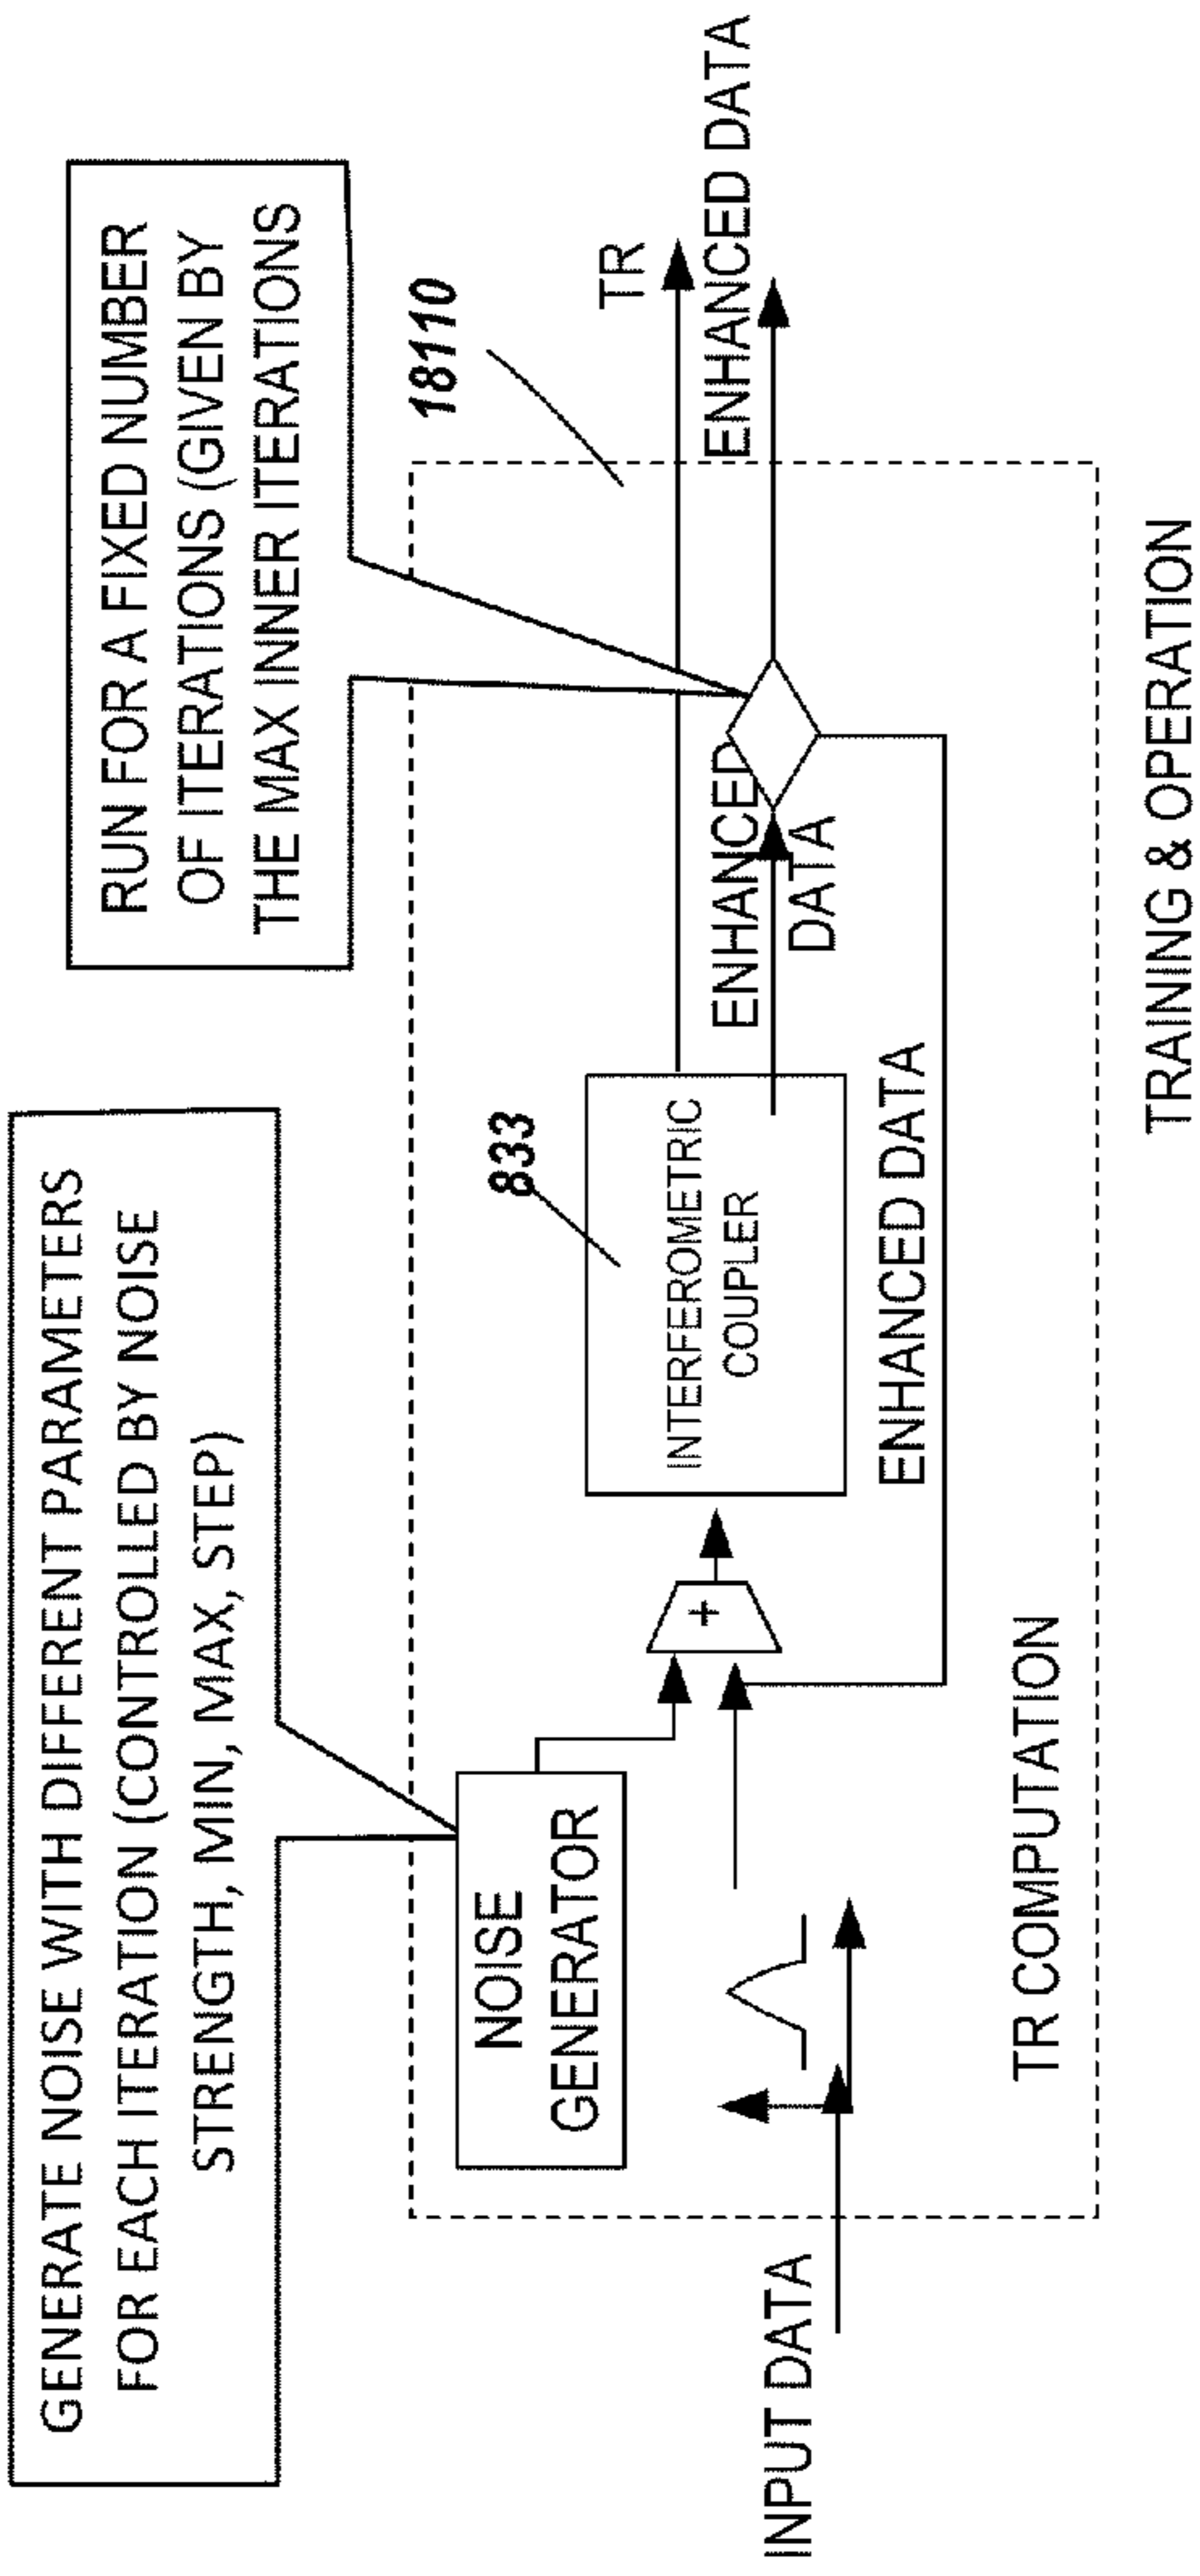 GENERATE NOISE WITH DIFFERENT PARAMETERS
FOR EACH ITERATION (CONTROLLED BY NOISE
STRENGTH, MIN, MAX, STEP)
RUN FOR A FIXED NUMBER
OF ITERATIONS (GIVEN BY
THE MAX INNER ITERATIONS
18110
NOISE
GENERATOR
833
TR
INTERFEROMETRIC
COUPLER
+
ENHANCED
DATA
ENHANCED DATA
INPUT DATA
ENHANCED DATA
TR COMPUTATION
TRAINING & OPERATION